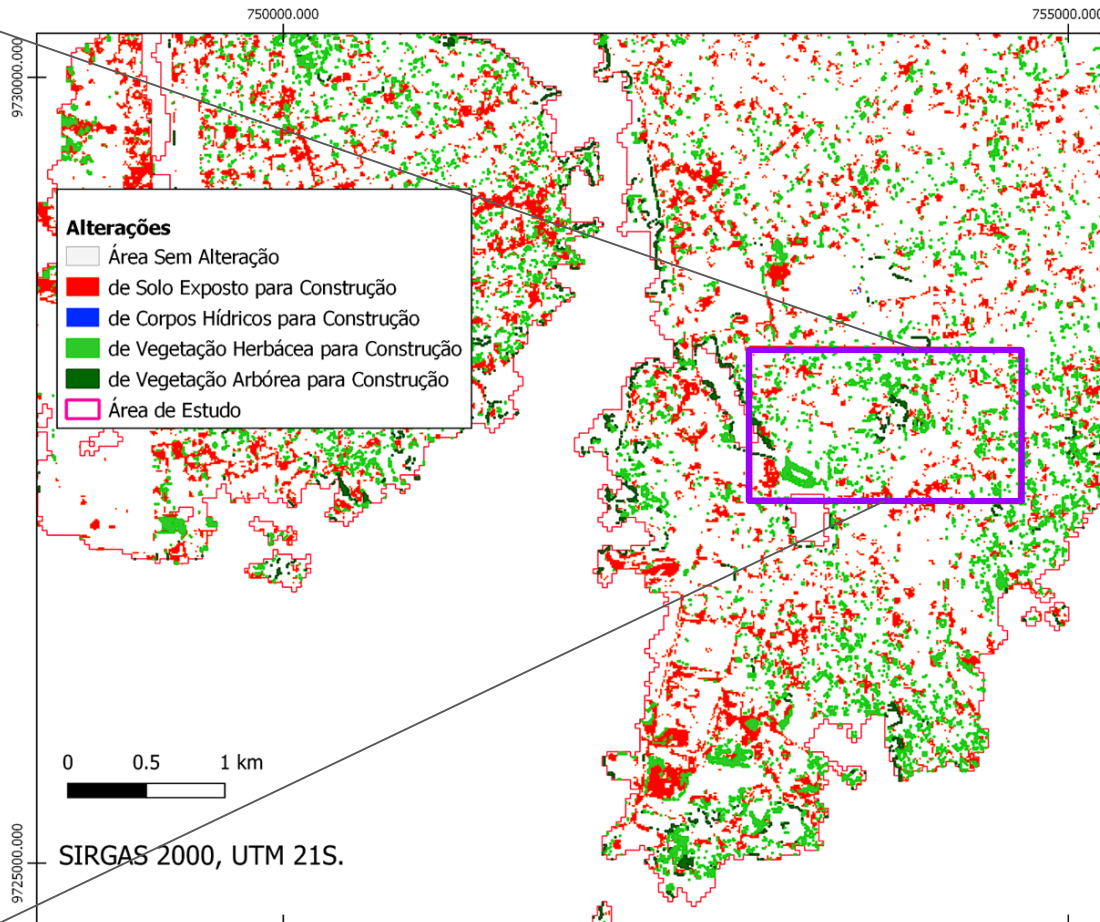 750000.000
755000.000
9730000.000
Alterações
Área Sem Alteração
de Solo Exposto para Construção
de Corpos Hídricos para Construção
de Vegetação Herbácea para Construção
de Vegetação Arbórea para Construção
Área de Estudo
0 0.5 1 km
SIRGAS 2000, UTM 21S.
9725000.000